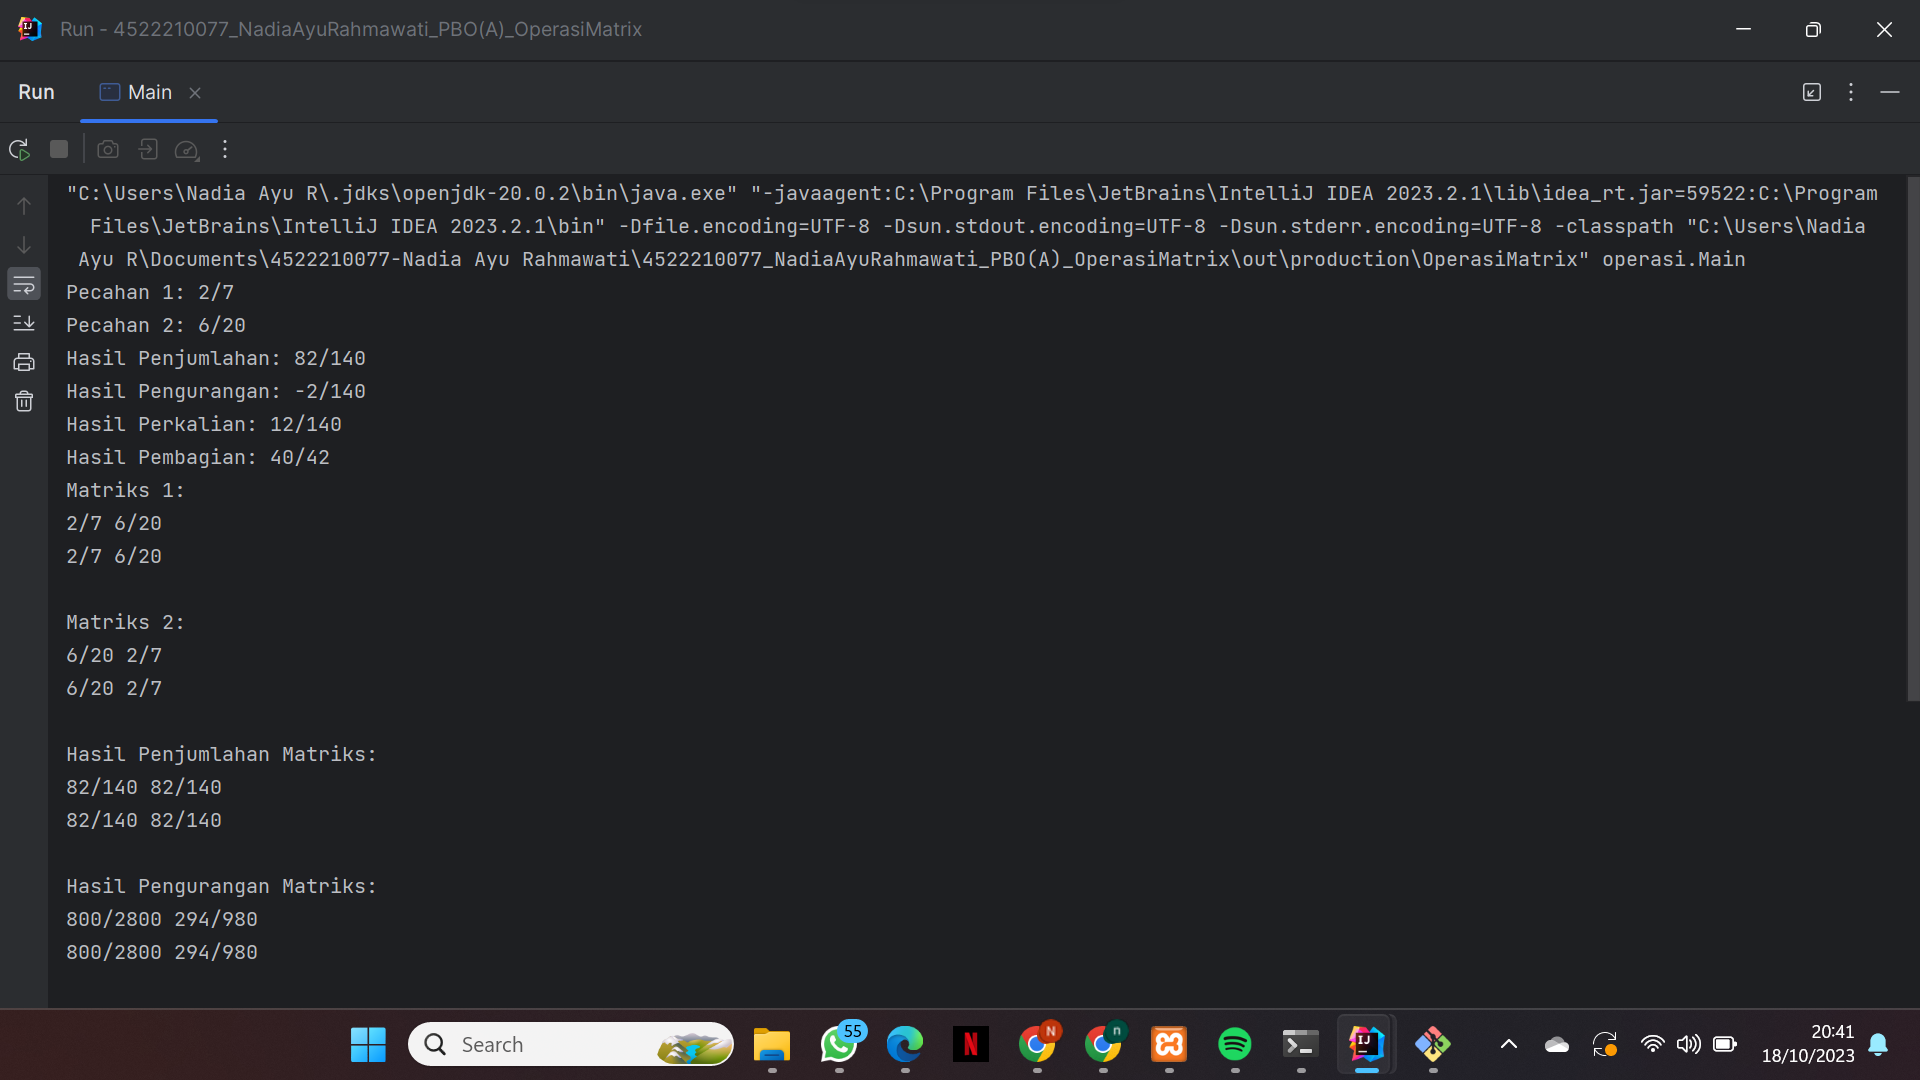 Run - 4522210077_NadiaAyuRahmawati_PBO(A)_OperasiMatrix
Run Main
"C:\Users\Nadia Ayu R\.jdks\openjdk-20.0.2\bin\java.exe" "-javaagent:C:\Program Files\JetBrains\IntelliJ IDEA 2023.2.1\lib\idea_rt.jar=59522:C:\Program
Files\JetBrains\IntelliJ IDEA 2023.2.1\bin" -Dfile.encoding=UTF-8 -Dsun.stdout.encoding=UTF-8 -Dsun.stderr.encoding=UTF-8 -classpath "C:\Users\Nadia
Ayu R\Documents\4522210077-Nadia Ayu Rahmawati\4522210077_NadiaAyuRahmawati_PBO(A)_OperasiMatrix\out\production\OperasiMatrix" operasi.Main
Pecahan 1: 2/7
Pecahan 2: 6/20
Hasil Penjumlahan: 82/140
Hasil Pengurangan: -2/140
Hasil Perkalian: 12/140
Hasil Pembagian: 40/42
Matriks 1:
2/7 6/20
2/7 6/20
Matriks 2:
6/20 2/7
6/20 2/7
Hasil Penjumlahan Matriks:
82/140 82/140
82/140 82/140
Hasil Pengurangan Matriks:
800/2800 294/980
800/2800 294/980
Search
55
N
n
20:41
18/10/2023